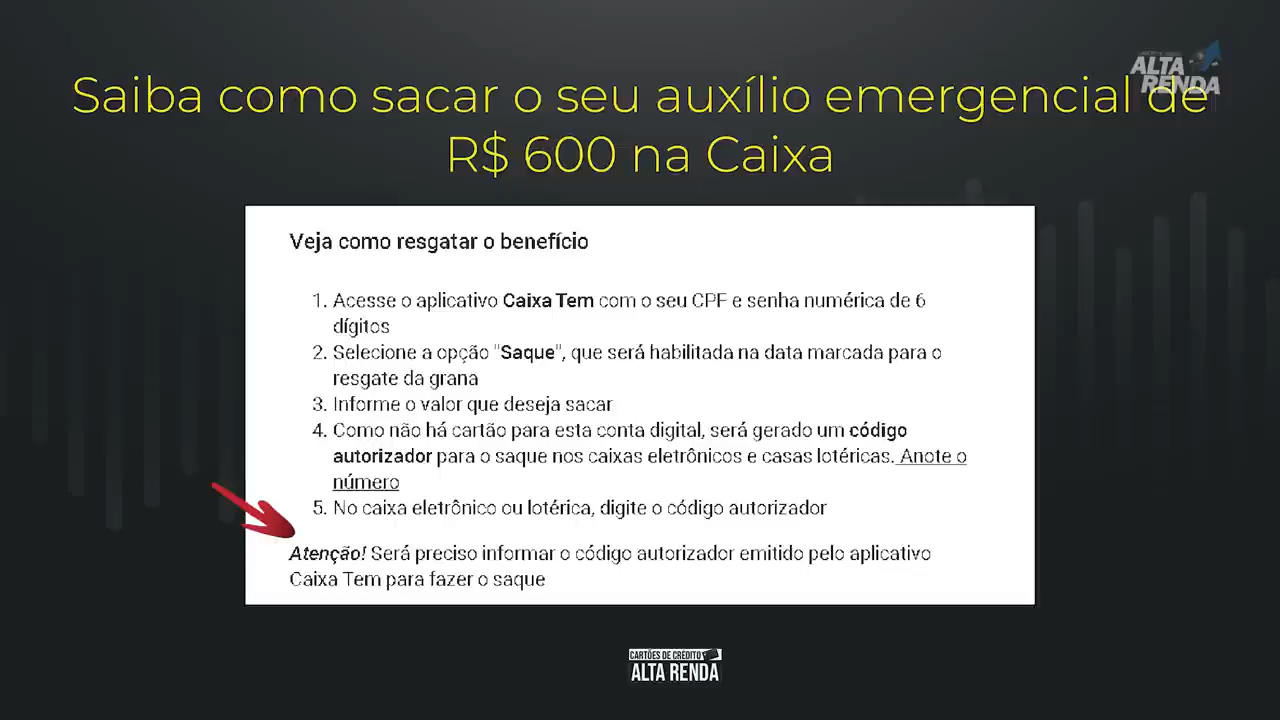 ALTA
RENDA
Saiba como sacar o seu auxílio emergencial de
R$ 600 na Caixa
Veja como resgatar o benefício
1. Acesse o aplicativo Caixa Tem com o seu CPF e senha numérica de 6
dígitos
2. Selecione a opção "Saque", que será habilitada na data marcada para o
resgate da grana
3. Informe o valor que deseja sacar
4. Como não há cartão para esta conta digital, será gerado um código
autorizador para o saque nos caixas eletrônicos e casas lotéricas. Anote o
número
5. No caixa eletrônico ou lotérica, digite o código autorizador
Atenção! Será preciso informar o código autorizador emitido pelo aplicativo
Caixa Tem para fazer o saque
CARTÕES DE CRÉDITO
ALTA RENDA